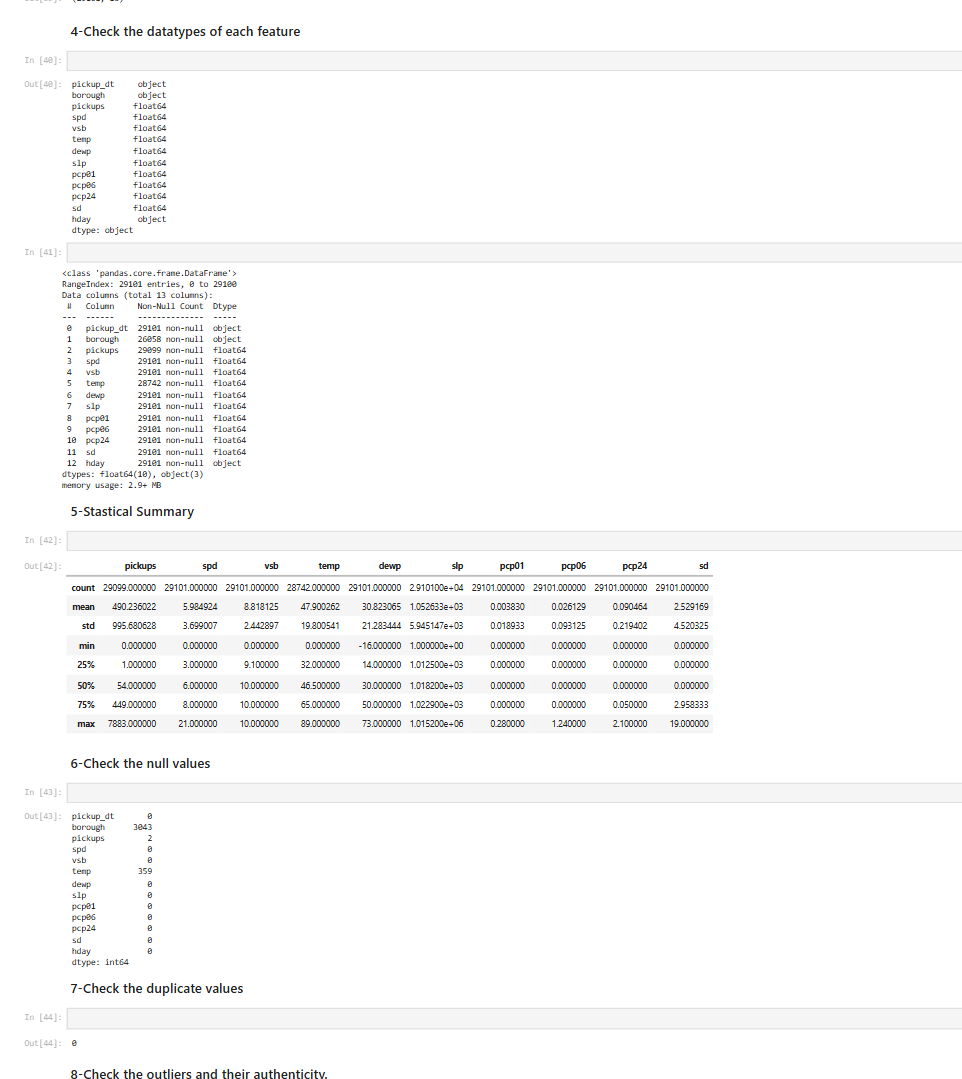 4-Check the datatypes of each feature
In [40]:
Out[40]: pickup_dt object
borough object
pickups float64
spd float64
vsb float64
temp float64
dewp float64
slp float64
pcp01 float64
pcp06 float64
pcp24 float64
sd float64
hday object
dtype: object
In [41]:
<class 'pandas.core.frame.DataFrame'>
RangeIndex: 29101 entries, 0 to 29100
Data columns (total 13 columns):
# Column Non-Null Count Dtype
--- ------ -------------- -----
0 pickup_dt 29101 non-null object
1 borough 26058 non-null object
2 pickups 29099 non-null float64
3 spd 29101 non-null float64
4 vsb 29101 non-null float64
5 temp 28742 non-null float64
6 dewp 29101 non-null float64
7 slp 29101 non-null float64
8 pcp01 29101 non-null float64
9 pcp06 29101 non-null float64
10 pcp24 29101 non-null float64
11 sd 29101 non-null float64
12 hday 29101 non-null object
dtypes: float64(10), object(3)
memory usage: 2.9+ MB
5-Stastical Summary
In [42]:
Out[42]: pickups spd vsb temp dewp slp pcp01 pcp06 pcp24 sd
count 29099.000000 29101.000000 29101.000000 28742.000000 29101.000000 2.910100e+04 29101.000000 29101.000000 29101.000000 29101.000000
mean 490.236022 5.984924 8.818125 47.900262 30.823065 1.052633e+03 0.003830 0.026129 0.090464 2.529169
std 995.680628 3.699007 2.442897 19.800541 21.283444 5.945147e+03 0.018933 0.093125 0.219402 4.520325
min 0.000000 0.000000 0.000000 0.000000 -16.000000 1.000000e+00 0.000000 0.000000 0.000000 0.000000
25% 1.000000 3.000000 9.100000 32.000000 14.000000 1.012500e+03 0.000000 0.000000 0.000000 0.000000
50% 54.000000 6.000000 10.000000 46.500000 30.000000 1.018200e+03 0.000000 0.000000 0.000000 0.000000
75% 449.000000 8.000000 10.000000 65.000000 50.000000 1.022900e+03 0.000000 0.000000 0.050000 2.958333
max 7883.000000 21.000000 10.000000 89.000000 73.000000 1.015200e+06 0.280000 1.240000 2.100000 19.000000
6-Check the null values
In [43]:
Out[43]: pickup_dt 0
borough 3043
pickups 2
spd 0
vsb 0
temp 359
dewp 0
slp 0
pcp01 0
pcp06 0
pcp24 0
sd 0
hday 0
dtype: int64
7-Check the duplicate values
In [44]:
Out[44]: 0
8-Check the outliers and their authenticity.